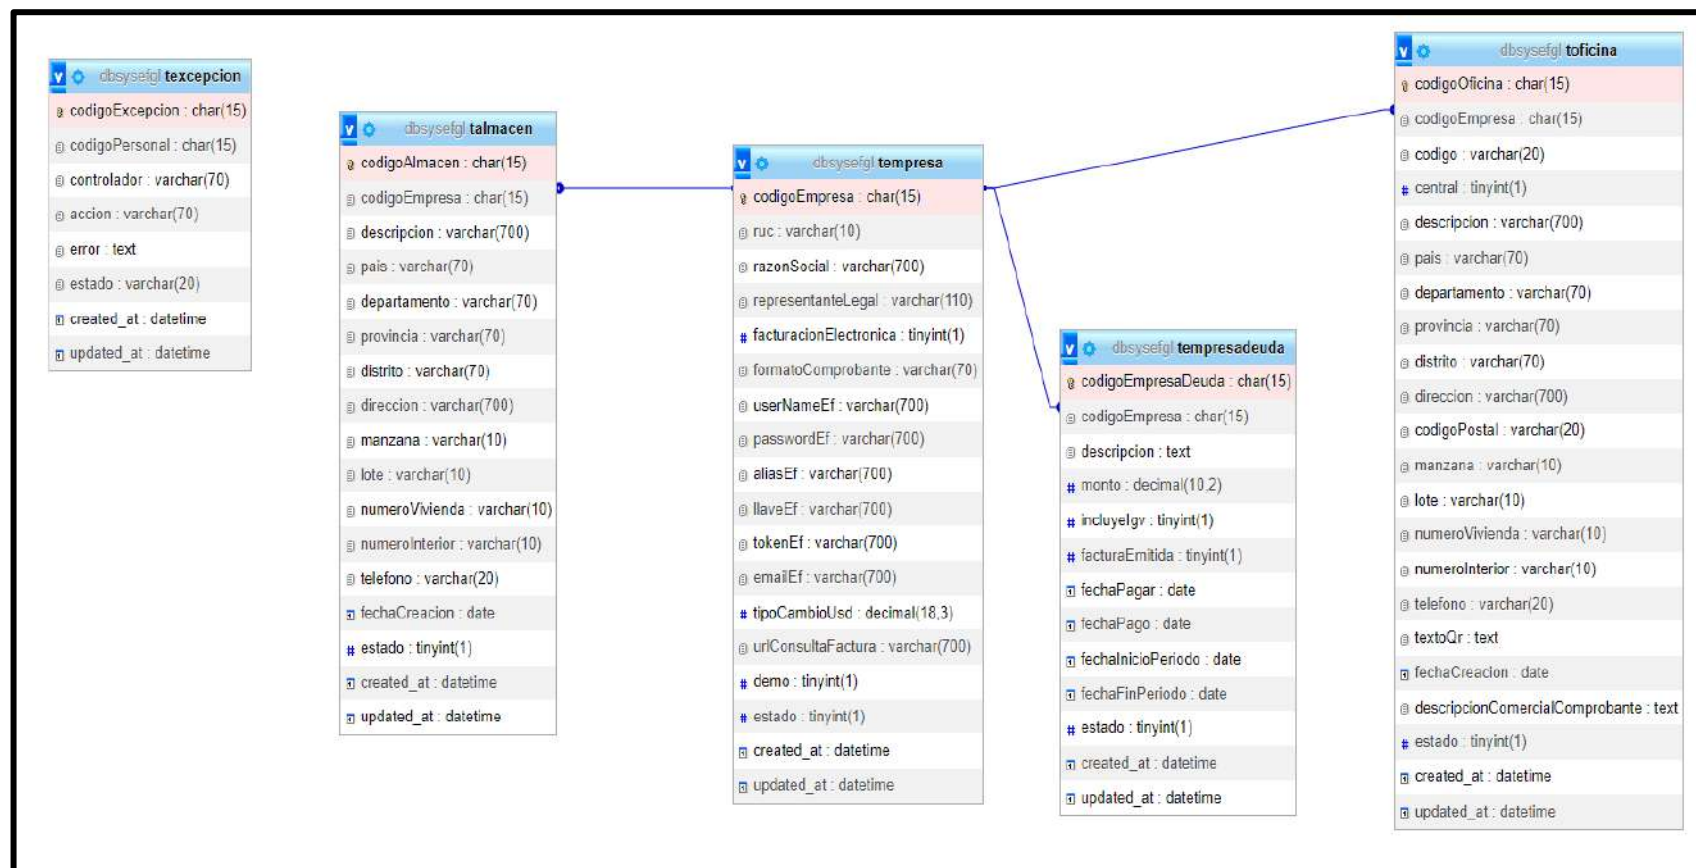 dbsysefgl texcepcion
codigoExcepcion : char(15)
codigoPersonal : char(15)
controlador : varchar(70)
accion : varchar(70)
error : text
estado : varchar(20)
created_at : datetime
updated_at : datetime
dbsysefgl talmacen
codigoAlmacen : char(15)
codigoEmpresa : char(15)
descripcion : varchar(700)
pais : varchar(70)
departamento : varchar(70)
provincia : varchar(70)
distrito : varchar(70)
direccion : varchar(700)
manzana : varchar(10)
lote : varchar(10)
numeroVivienda : varchar(10)
numeroInterior : varchar(10)
telefono : varchar(20)
fechaCreacion : date
estado : tinyint(1)
created_at : datetime
updated_at : datetime
dbsysefgl tempresa
codigoEmpresa : char(15)
ruc : varchar(10)
razonSocial : varchar(700)
representanteLegal : varchar(110)
facturacionElectronica : tinyint(1)
formatoComprobante : varchar(70)
userNameEf : varchar(700)
passwordEf : varchar(700)
aliasEf : varchar(700)
llaveEf : varchar(700)
tokenEf : varchar(700)
emailEf : varchar(700)
tipoCambioUsd : decimal(18,3)
urlConsultaFactura : varchar(700)
demo : tinyint(1)
estado : tinyint(1)
created_at : datetime
updated_at : datetime
dbsysefgl tempresadeuda
codigoEmpresaDeuda : char(15)
codigoEmpresa : char(15)
descripcion : text
monto : decimal(10,2)
incluyeIgv : tinyint(1)
facturaEmitida : tinyint(1)
fechaPagar : date
fechaPago : date
fechaInicioPeriodo : date
fechaFinPeriodo : date
estado : tinyint(1)
created_at : datetime
updated_at : datetime
dbsysefgl toficina
codigoOficina : char(15)
codigoEmpresa : char(15)
codigo : varchar(20)
central : tinyint(1)
descripcion : varchar(700)
pais : varchar(70)
departamento : varchar(70)
provincia : varchar(70)
distrito : varchar(70)
direccion : varchar(700)
codigoPostal : varchar(20)
manzana : varchar(10)
lote : varchar(10)
numeroVivienda : varchar(10)
numeroInterior : varchar(10)
telefono : varchar(20)
textoQr : text
fechaCreacion : date
descripcionComercialComprobante : text
estado : tinyint(1)
created_at : datetime
updated_at : datetime